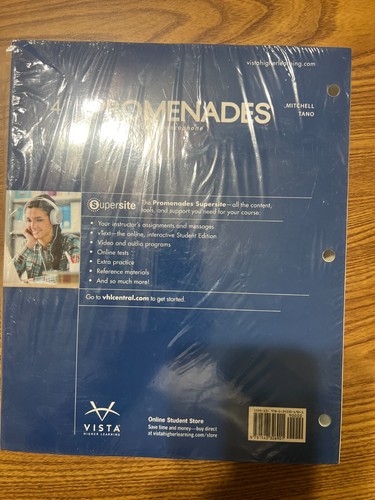 vistahigherlearning.com
4
PROMENADES
MITCHELL
TANO
Supersite
The Promenades Supersite—all the content,
tools, and support you need for your course:
• Your instructor's assignments and messages
• vText—the online, interactive Student Edition
• Video and audio programs
• Online tests
• Extra practice
• Reference materials
• And so much more!
Go to vhlcentral.com to get started.
VISTA
HIGHER LEARNING
Online Student Store
Save time and money—buy direct
at vistahigherlearning.com/store